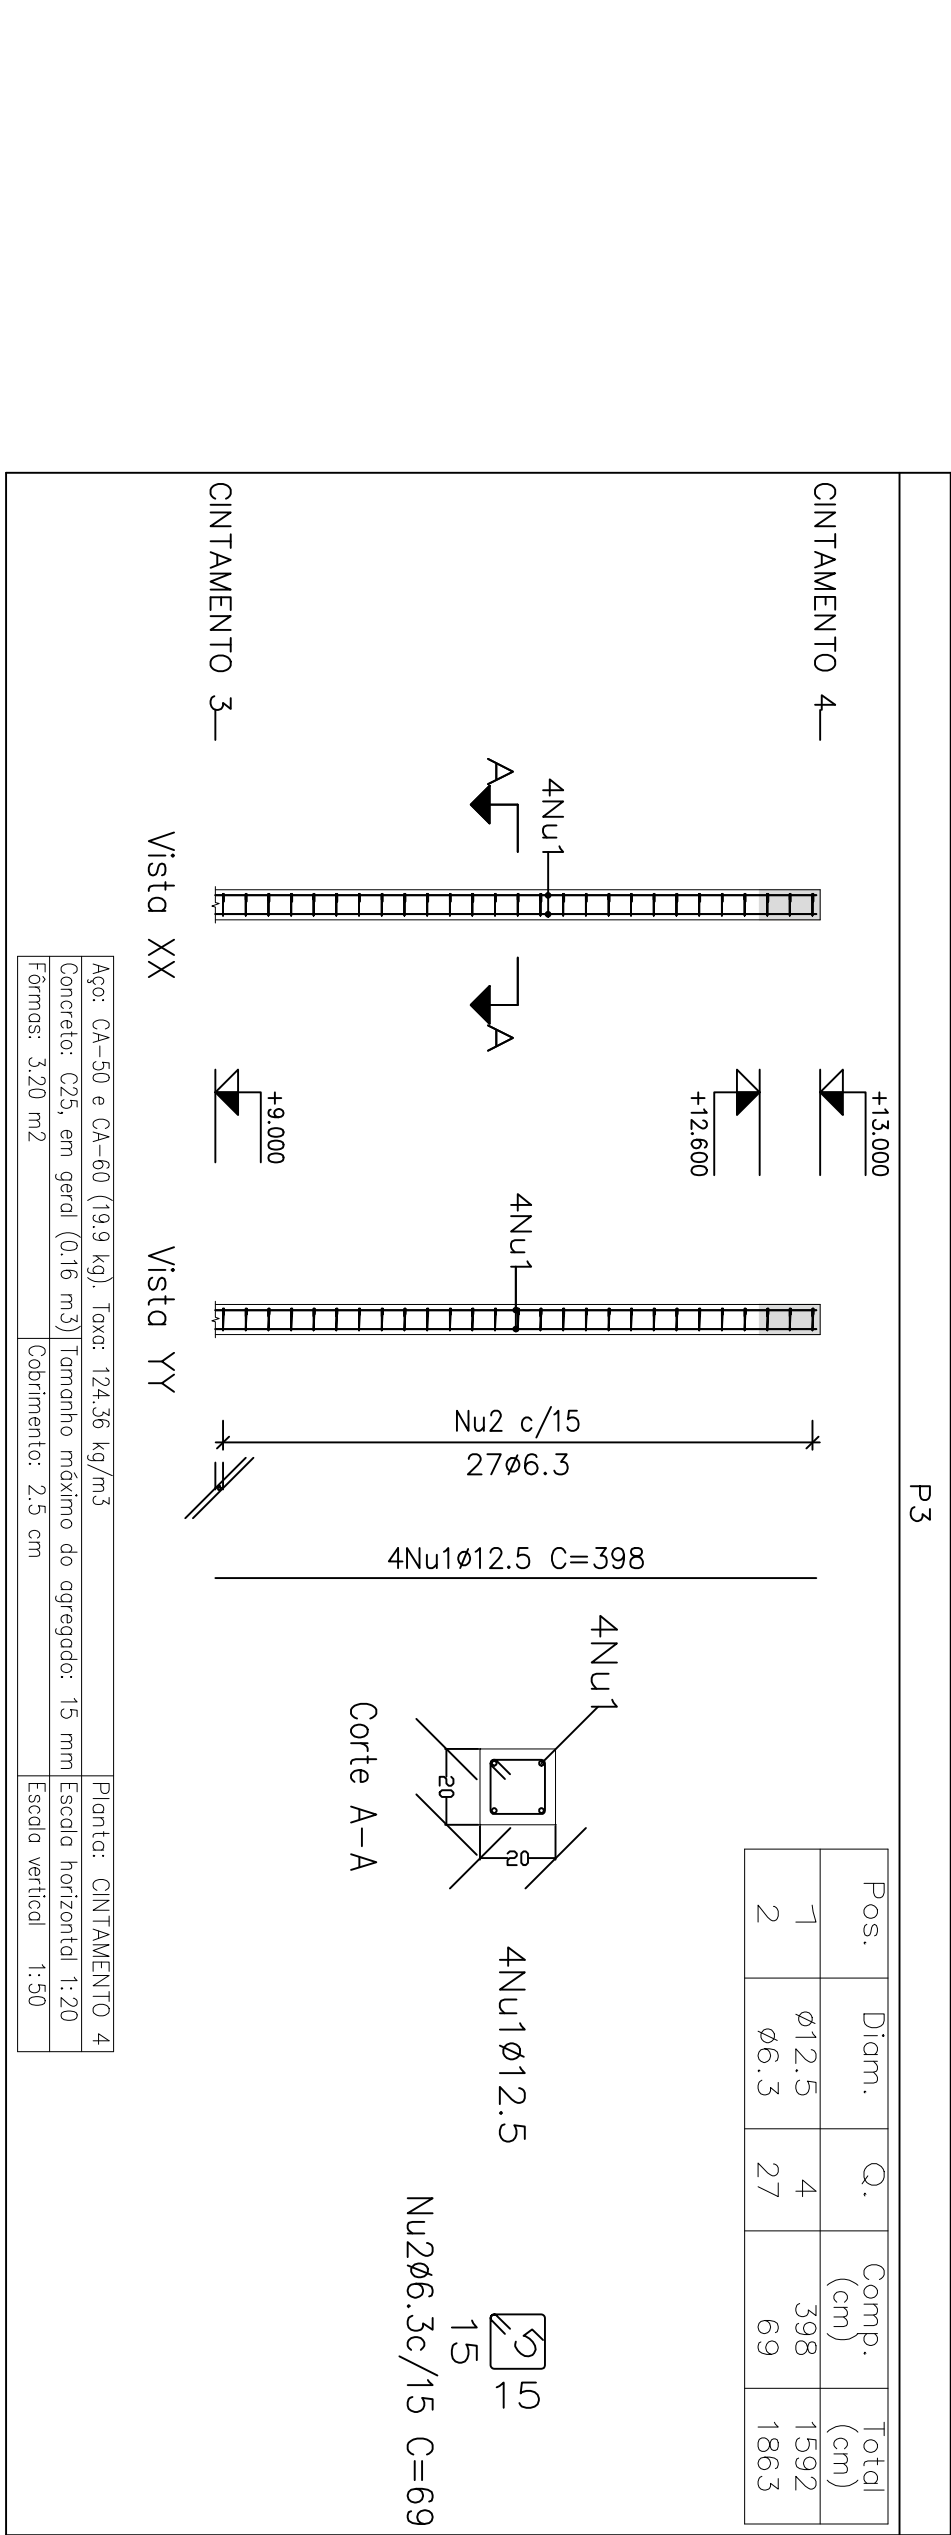 P3
Pos. Diam. Q. Comp. (cm) Total (cm)
1 ø12.5 4 398 1592
2 ø6.3 27 69 1863
CINTAMENTO 4
CINTAMENTO 3
+13.000
+12.600
+9.000
4Nu1
A
A
Vista XX
4Nu1
Vista YY
Nu2 c/15
27ø6.3
4Nu1ø12.5 C=398
4Nu1
20
20
Corte A-A
4Nu1ø12.5
5
15
15
Nu2ø6.3c/15 C=69
Aço: CA-50 e CA-60 (19.9 kg). Taxa: 124.36 kg/m3
Planta: CINTAMENTO 4
Concreto: C25, em geral (0.16 m3)
Tamanho máximo do agregado: 15 mm
Escala horizontal 1:20
Fôrmas: 3.20 m2
Cobrimento: 2.5 cm
Escala vertical 1:50